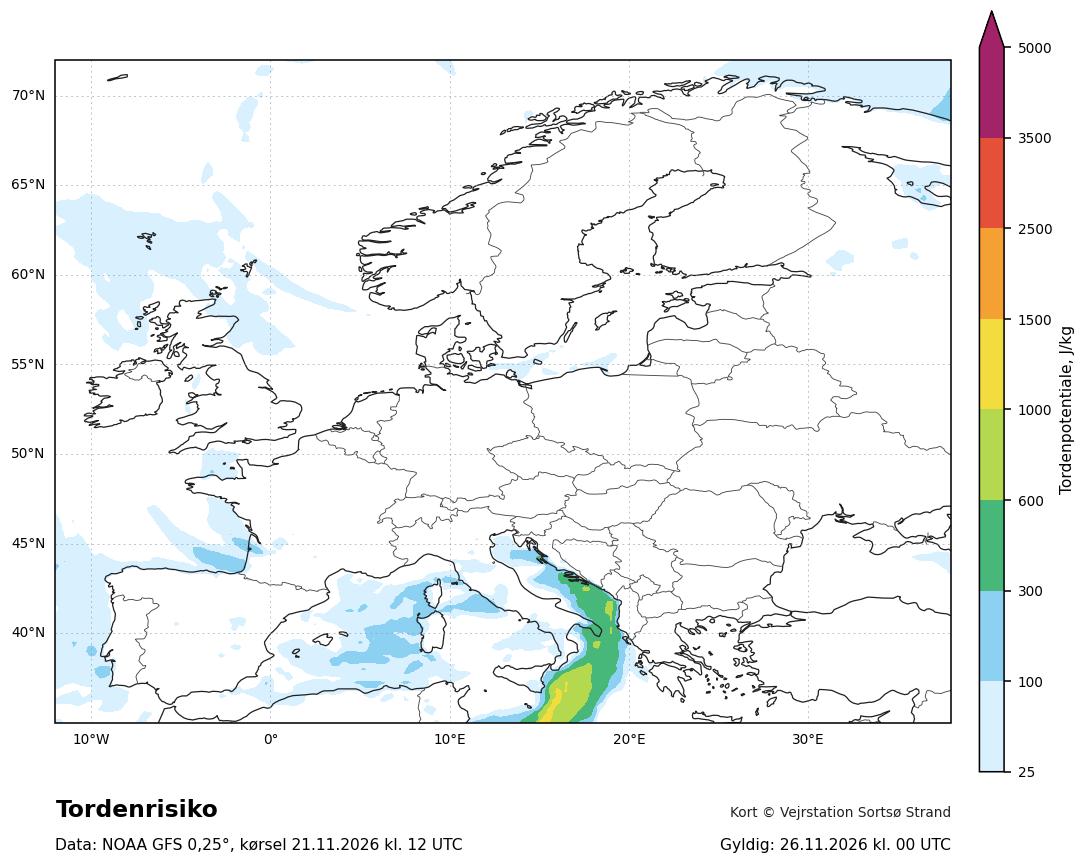 70°N
65°N
60°N
55°N
50°N
45°N
40°N
10°W
0°
10°E
20°E
30°E
5000
3500
2500
1500
1000
600
300
100
25
Tordenpotentiale, J/kg
Tordenrisiko
Kort © Vejrstation Sortsø Strand
Data: NOAA GFS 0,25°, kørsel 21.11.2026 kl. 12 UTC
Gyldig: 26.11.2026 kl. 00 UTC